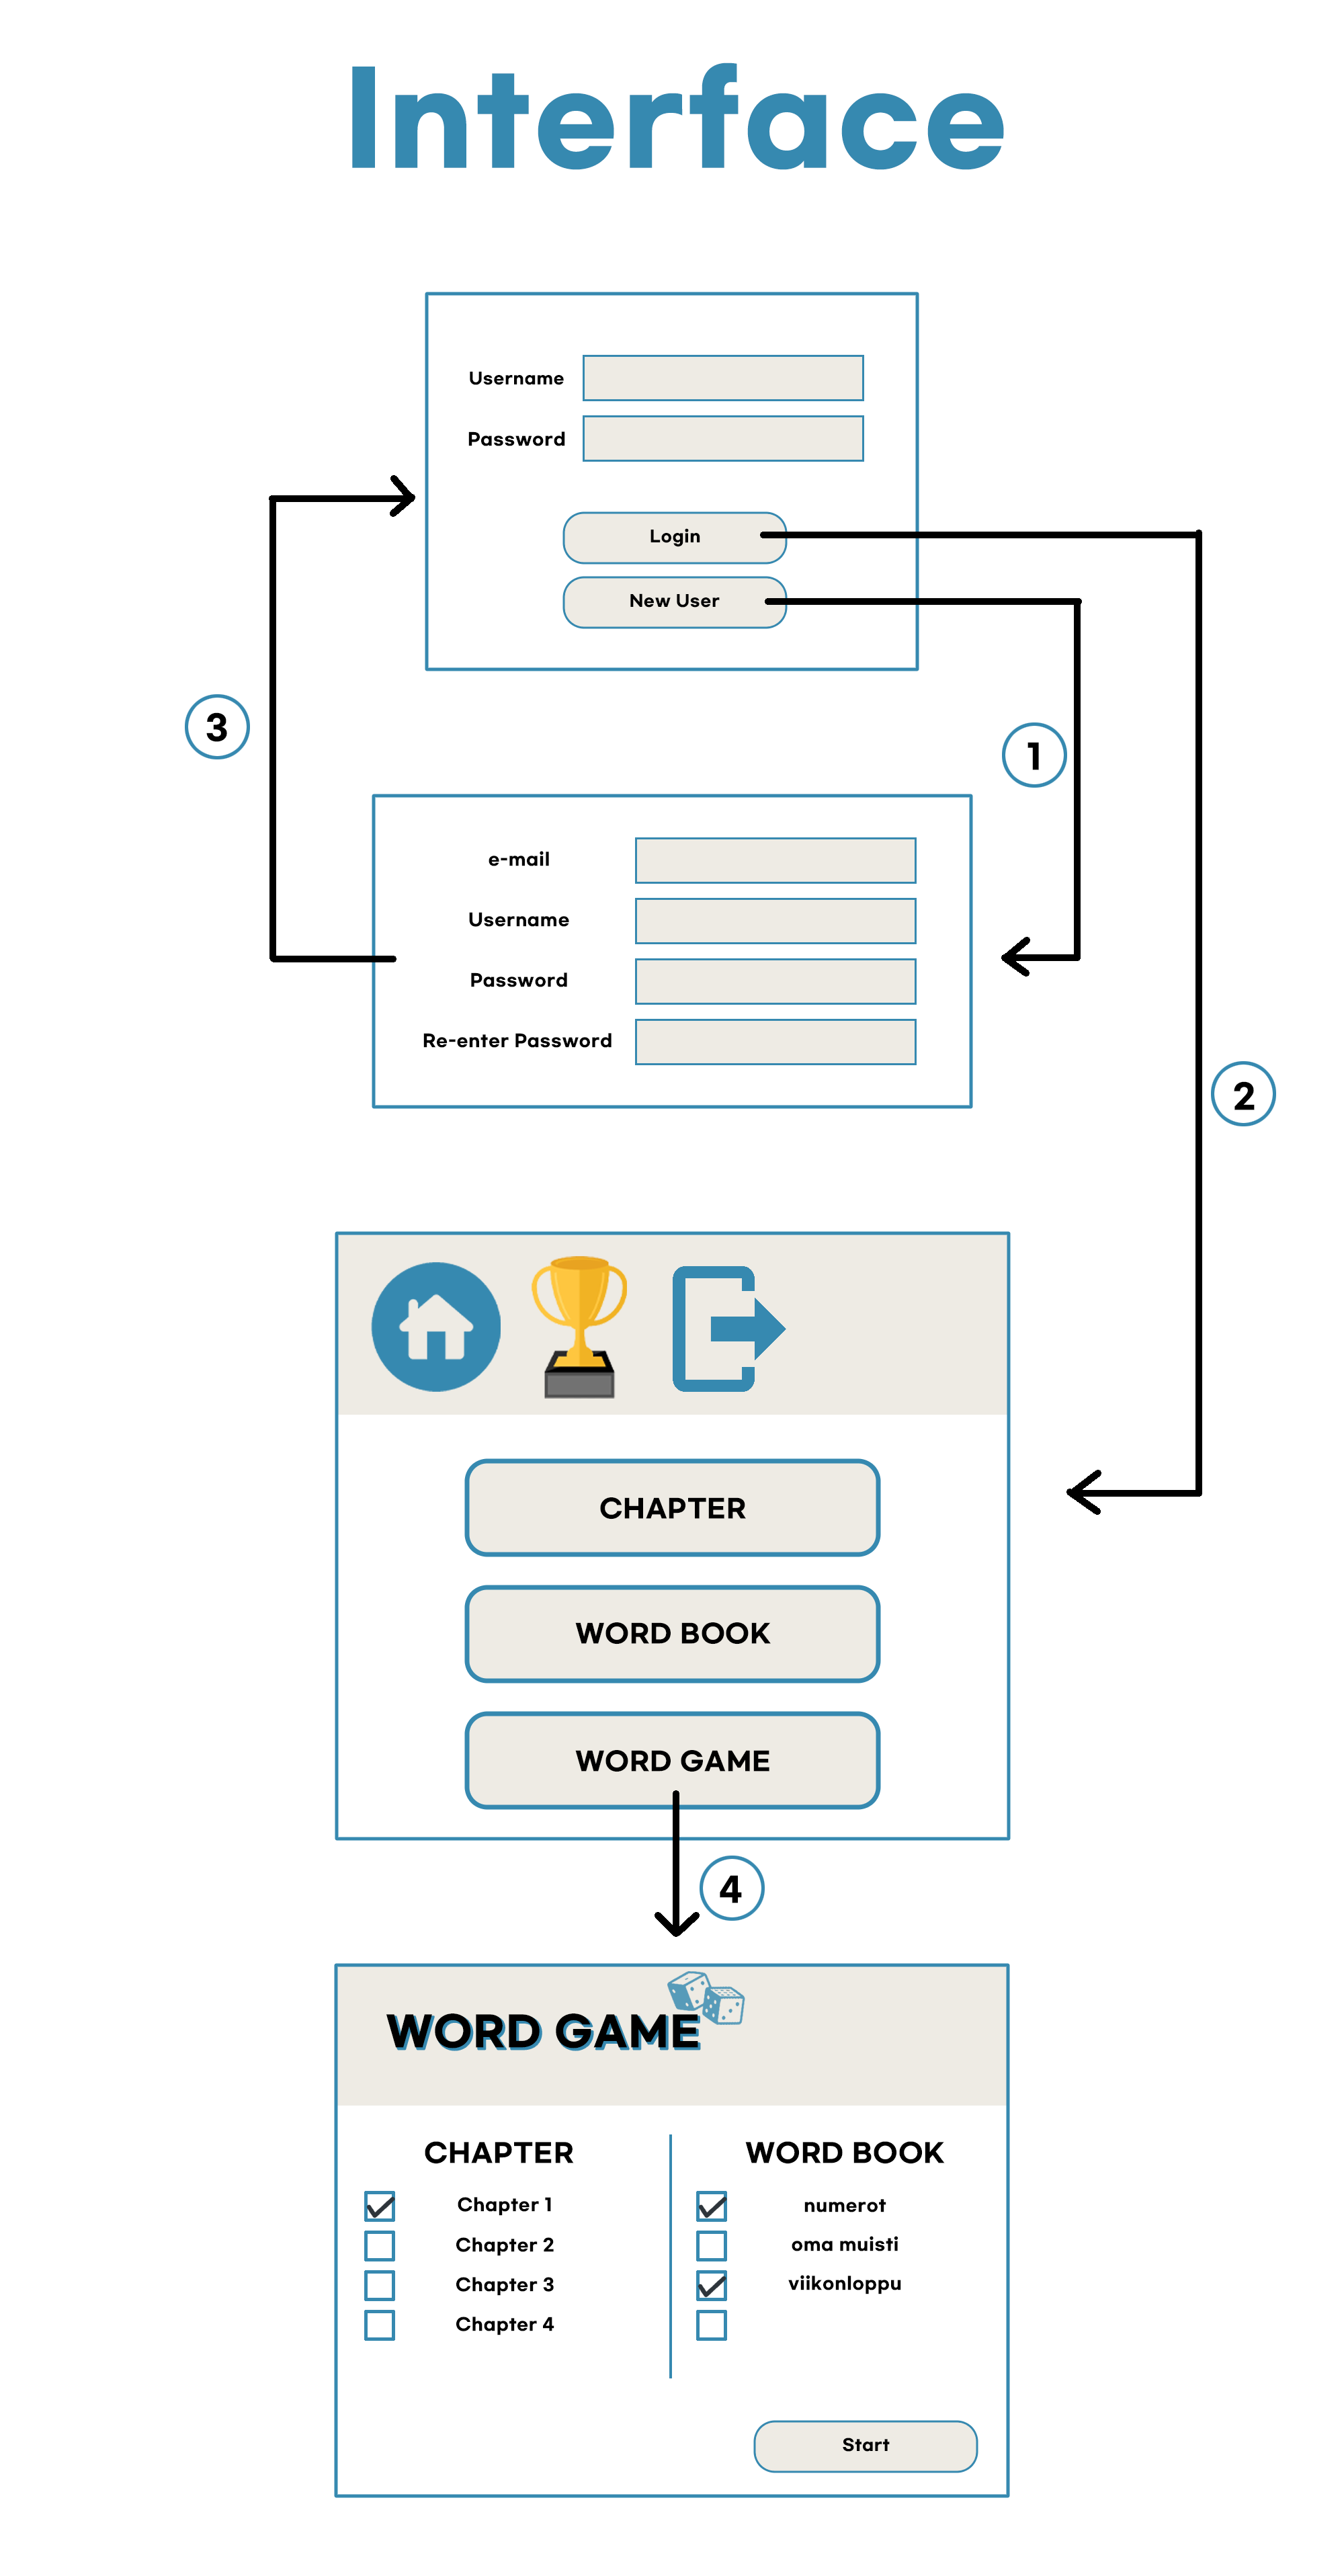 Interface
Username
Password
Login
New User
3
1
e-mail
Username
Password
Re-enter Password
2
CHAPTER
WORD BOOK
WORD GAME
4
WORD GAME
CHAPTER
Chapter 1
Chapter 2
Chapter 3
Chapter 4
WORD BOOK
numerot
oma muisti
viikonloppu
Start